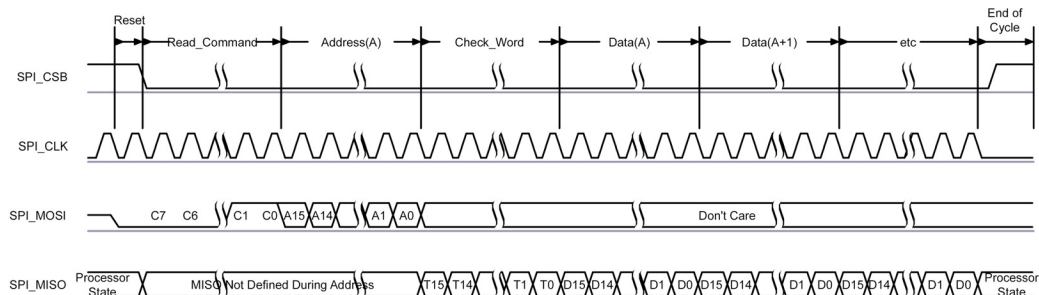 Reset
End of
Cycle
Read_Command
Address(A)
Check_Word
Data(A)
Data(A+1)
etc
SPI_CSB
SPI_CLK
SPI_MOSI
C7 C6 C1 C0 A15 A14 A1 A0 Don't Care
SPI_MISO
Processor
State
MISO Not Defined During Address
T15 T14 T1 T0 D15 D14 D1 D0 D15 D14 D1 D0 D15 D14 D1 D0
Processor
State